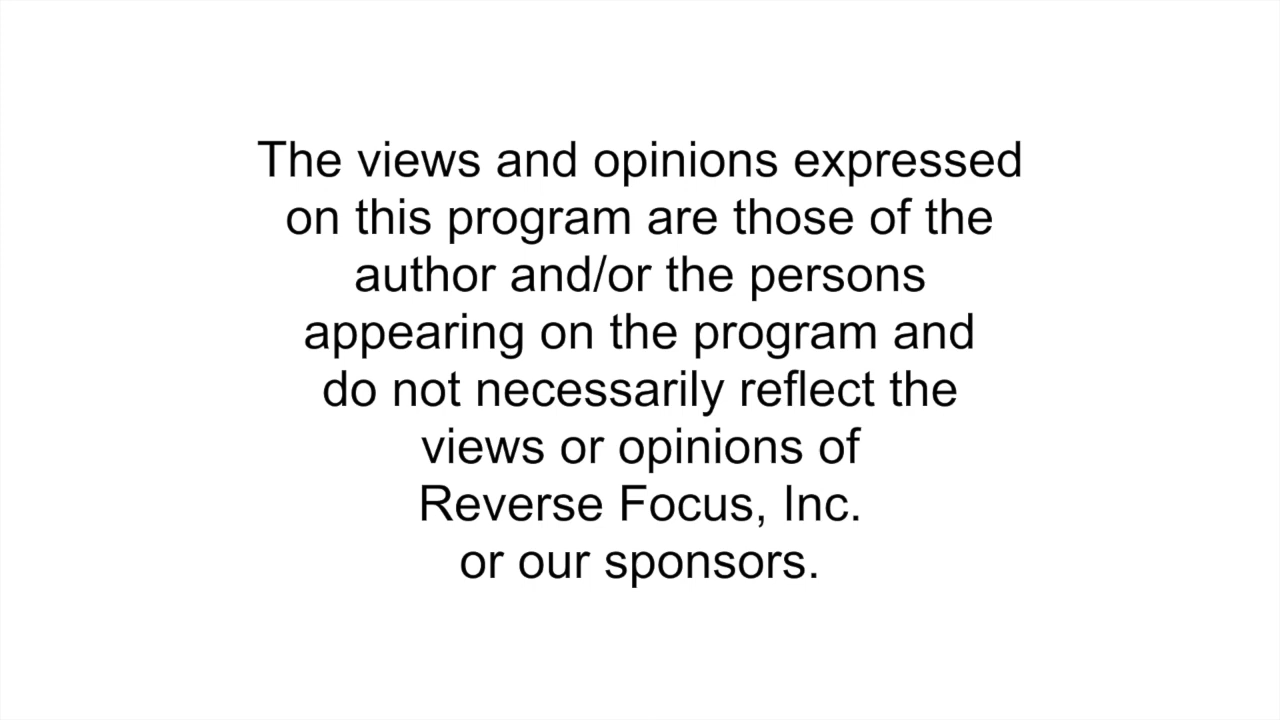 The views and opinions expressed
on this program are those of the
author and/or the persons
appearing on the program and
do not necessarily reflect the
views or opinions of
Reverse Focus, Inc.
or our sponsors.